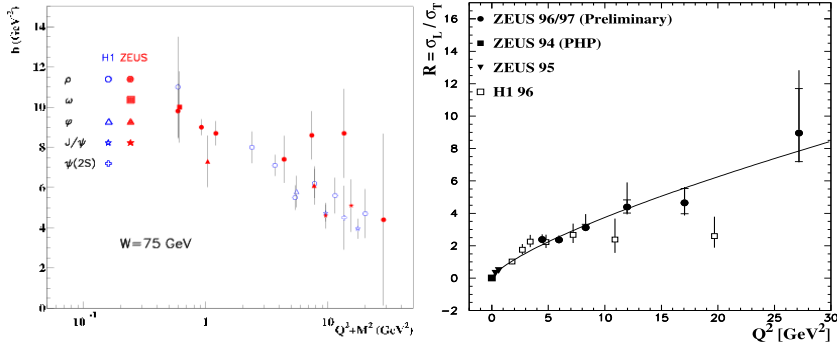 b (GeV⁻²)
14
12
10
8
6
4
2
0
H1 ZEUS
ρ
ω
φ
J/ψ
ψ(2S)
W=75 GeV
10⁻¹ 1 10
Q²+M² (GeV²)
R = σL / σT
16
14
12
10
8
6
4
2
0
-2
ZEUS 96/97 (Preliminary)
ZEUS 94 (PHP)
ZEUS 95
H1 96
0 5 10 15 20 25 30
Q² [GeV²]